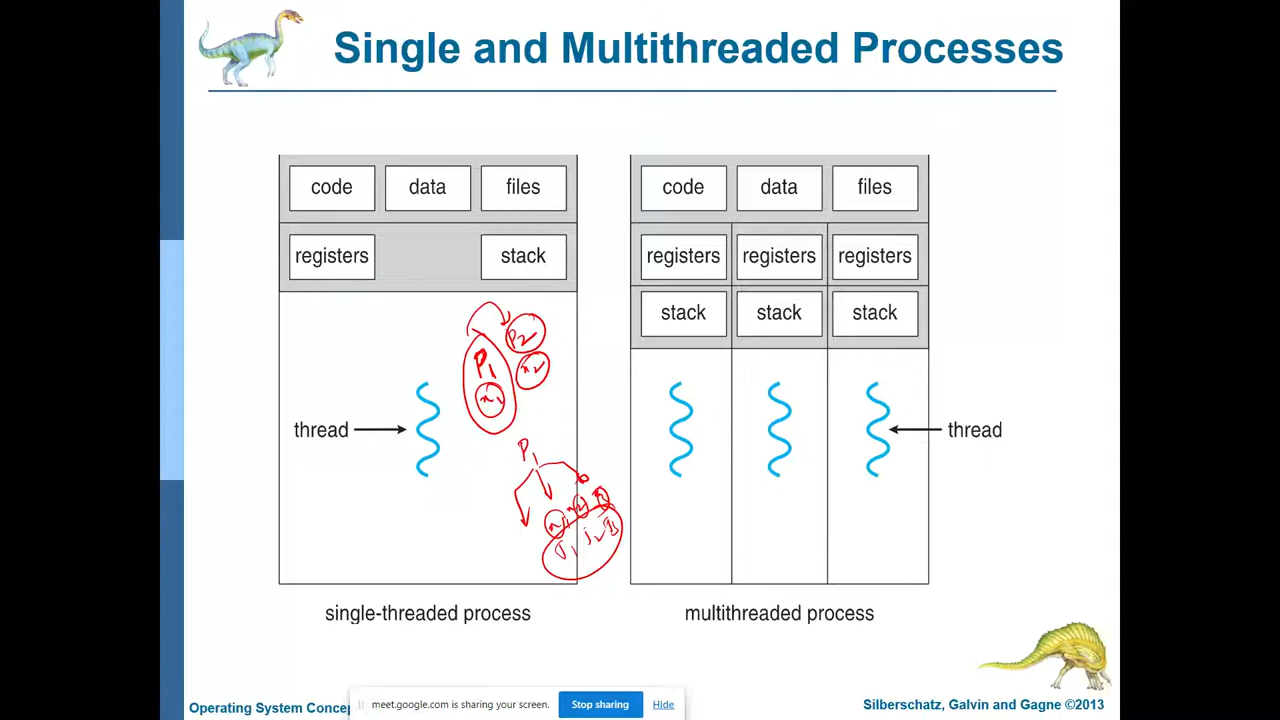 Single and Multithreaded Processes
code data files
registers stack
thread
single-threaded process
code data files
registers registers registers
stack stack stack
thread
multithreaded process
P2
P1
x2
P1
Operating System Concep
meet.google.com is sharing your screen. Stop sharing Hide
Silberschatz, Galvin and Gagne ©2013